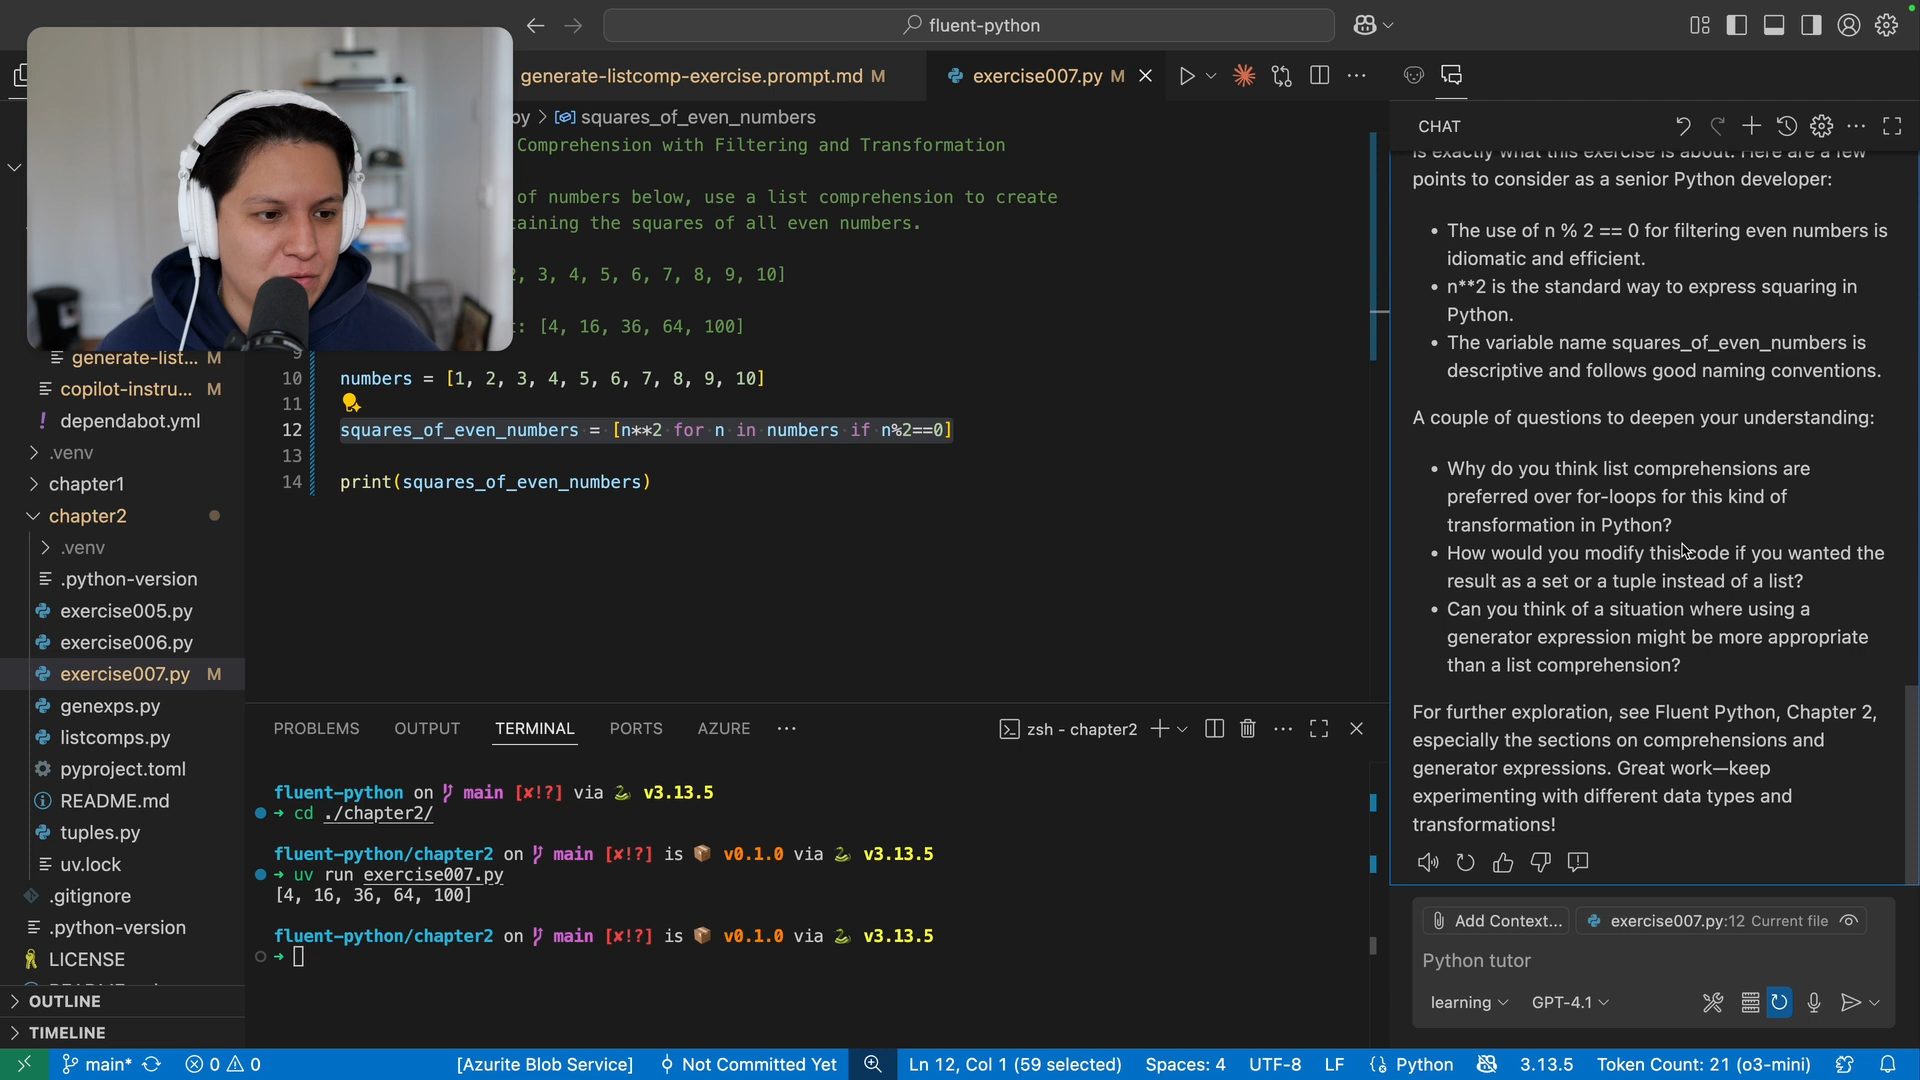 fluent-python
generate-listcomp-exercise.prompt.md M
exercise007.py M
py > squares_of_even_numbers
Comprehension with Filtering and Transformation
of numbers below, use a list comprehension to create
taining the squares of all even numbers.
, 3, 4, 5, 6, 7, 8, 9, 10]
: [4, 16, 36, 64, 100]
9
10 numbers = [1, 2, 3, 4, 5, 6, 7, 8, 9, 10]
11
12 squares_of_even_numbers = [n**2 for n in numbers if n%2==0]
13
14 print(squares_of_even_numbers)
generate-list... M
copilot-instru... M
dependabot.yml
.venv
chapter1
chapter2
.venv
.python-version
exercise005.py
exercise006.py
exercise007.py M
genexps.py
listcomps.py
pyproject.toml
README.md
tuples.py
uv.lock
.gitignore
.python-version
LICENSE
OUTLINE
TIMELINE
PROBLEMS OUTPUT TERMINAL PORTS AZURE
zsh - chapter2
fluent-python on main [✘!?] via v3.13.5
→ cd ./chapter2/
fluent-python/chapter2 on main [✘!?] is v0.1.0 via v3.13.5
→ uv run exercise007.py
[4, 16, 36, 64, 100]
fluent-python/chapter2 on main [✘!?] is v0.1.0 via v3.13.5
→
CHAT
is exactly what this exercise is about. Here are a few
points to consider as a senior Python developer:
• The use of n % 2 == 0 for filtering even numbers is
idiomatic and efficient.
• n**2 is the standard way to express squaring in
Python.
• The variable name squares_of_even_numbers is
descriptive and follows good naming conventions.
A couple of questions to deepen your understanding:
• Why do you think list comprehensions are
preferred over for-loops for this kind of
transformation in Python?
• How would you modify this code if you wanted the
result as a set or a tuple instead of a list?
• Can you think of a situation where using a
generator expression might be more appropriate
than a list comprehension?
For further exploration, see Fluent Python, Chapter 2,
especially the sections on comprehensions and
generator expressions. Great work—keep
experimenting with different data types and
transformations!
Add Context... exercise007.py:12 Current file
Python tutor
learning GPT-4.1
main* 0 0 [Azurite Blob Service] Not Committed Yet Ln 12, Col 1 (59 selected) Spaces: 4 UTF-8 LF Python 3.13.5 Token Count: 21 (o3-mini)